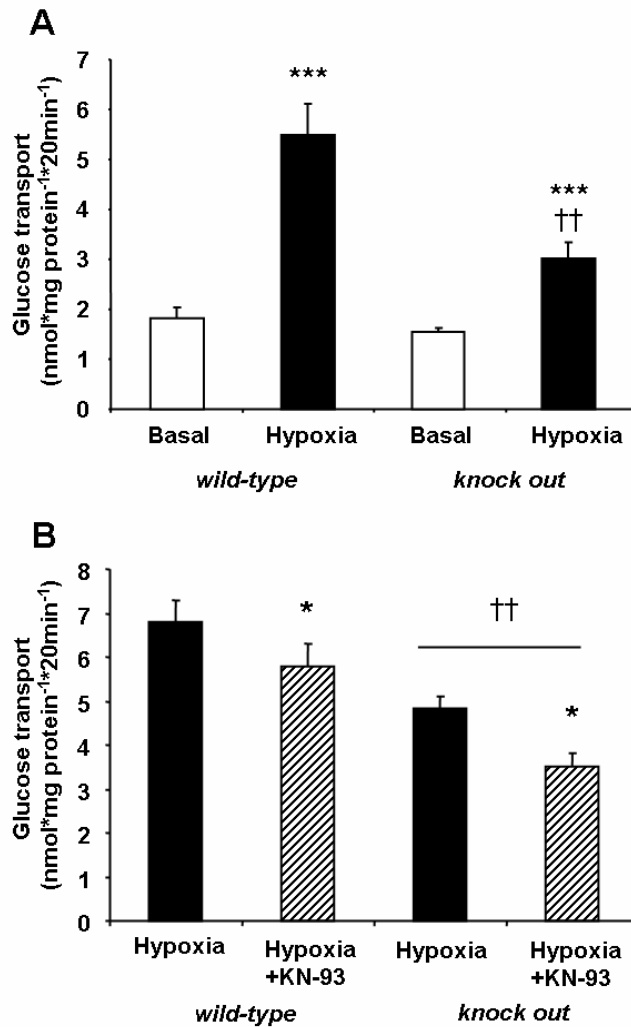 A
Glucose transport
(nmol*mg protein⁻¹*20min⁻¹)
7
6
5
4
3
2
1
0
***
***
††
Basal Hypoxia Basal Hypoxia
wild-type knock out
B
Glucose transport
(nmol*mg protein⁻¹*20min⁻¹)
8
7
6
5
4
3
2
1
0
*
††
*
Hypoxia Hypoxia Hypoxia Hypoxia
+KN-93 +KN-93
wild-type knock out